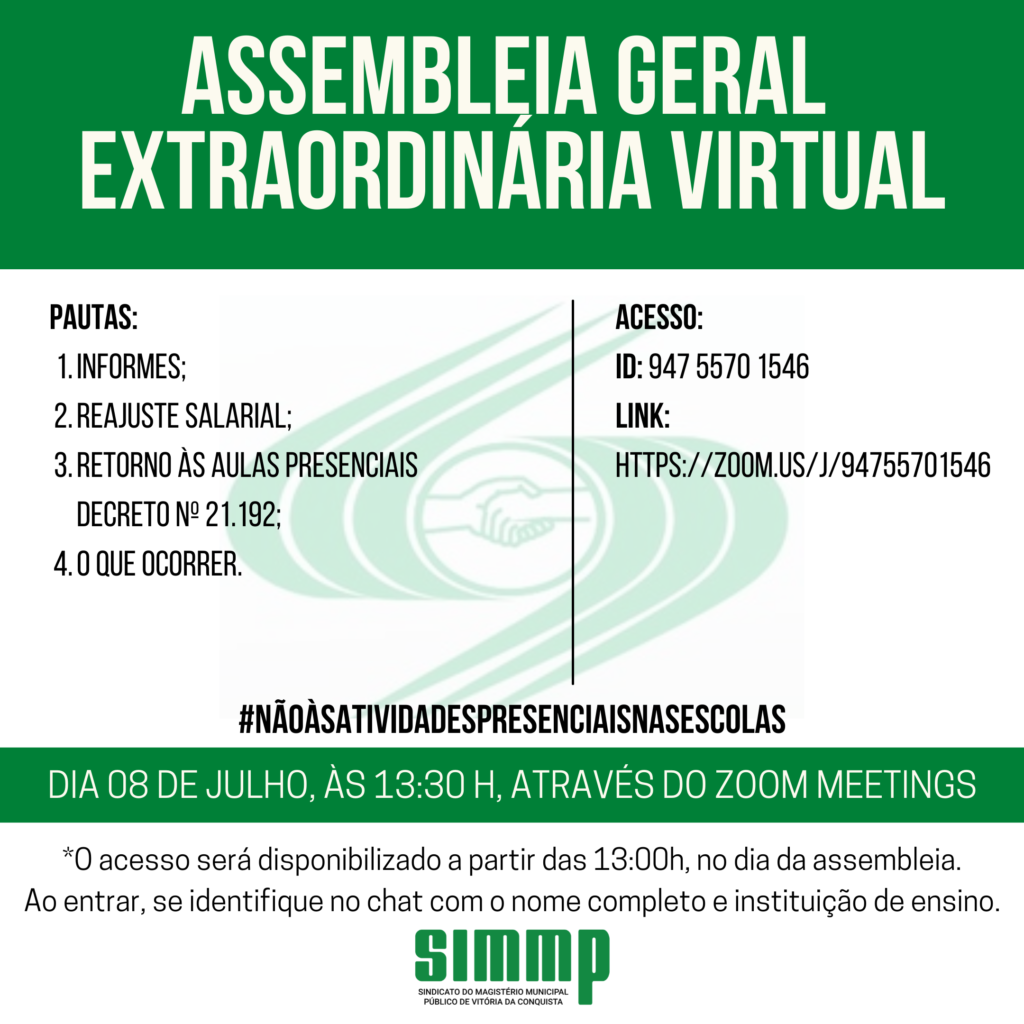 ASSEMBLEIA GERAL
EXTRAORDINÁRIA VIRTUAL
PAUTAS:
1. INFORMES;
2. REAJUSTE SALARIAL;
3. RETORNO ÀS AULAS PRESENCIAIS
DECRETO Nº 21.192;
4. O QUE OCORRER.
ACESSO:
ID: 947 5570 1546
LINK:
HTTPS://ZOOM.US/J/94755701546
#NÃOÀSATIVIDADESPRESENCIAISNASESCOLAS
DIA 08 DE JULHO, ÀS 13:30 H, ATRAVÉS DO ZOOM MEETINGS
*O acesso será disponibilizado a partir das 13:00h, no dia da assembleia.
Ao entrar, se identifique no chat com o nome completo e instituição de ensino.
simmp
SINDICATO DO MAGISTÉRIO MUNICIPAL
PÚBLICO DE VITÓRIA DA CONQUISTA